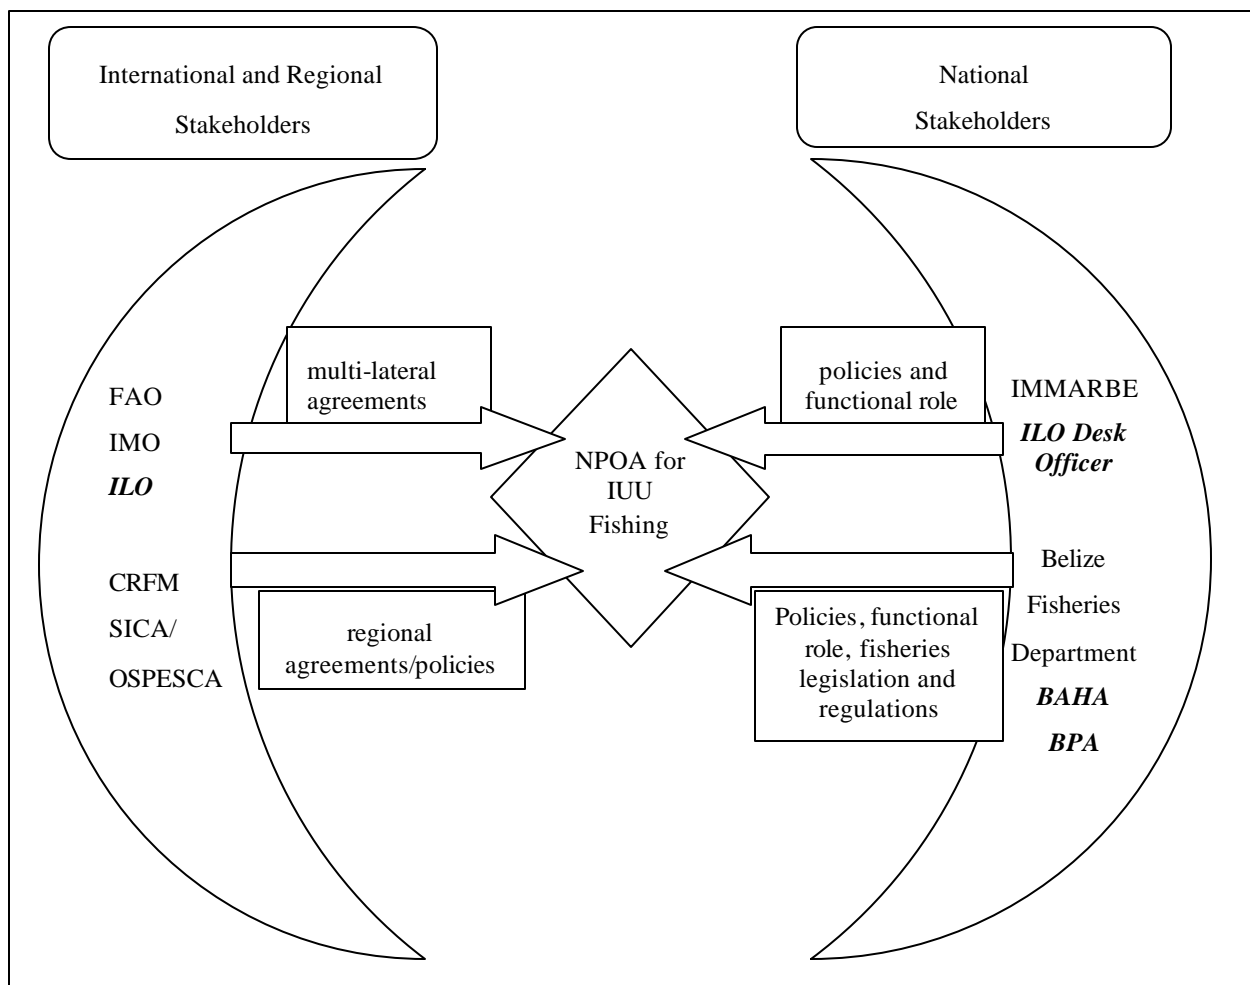 International and Regional
Stakeholders
National
Stakeholders
multi-lateral
agreements
FAO
IMO
ILO
CRFM
SICA/
OSPESCA
regional
agreements/policies
NPOA for
IUU
Fishing
policies and
functional role
IMMARBE
ILO Desk
Officer
Belize
Fisheries
Department
BAHA
BPA
Policies, functional
role, fisheries
legislation and
regulations